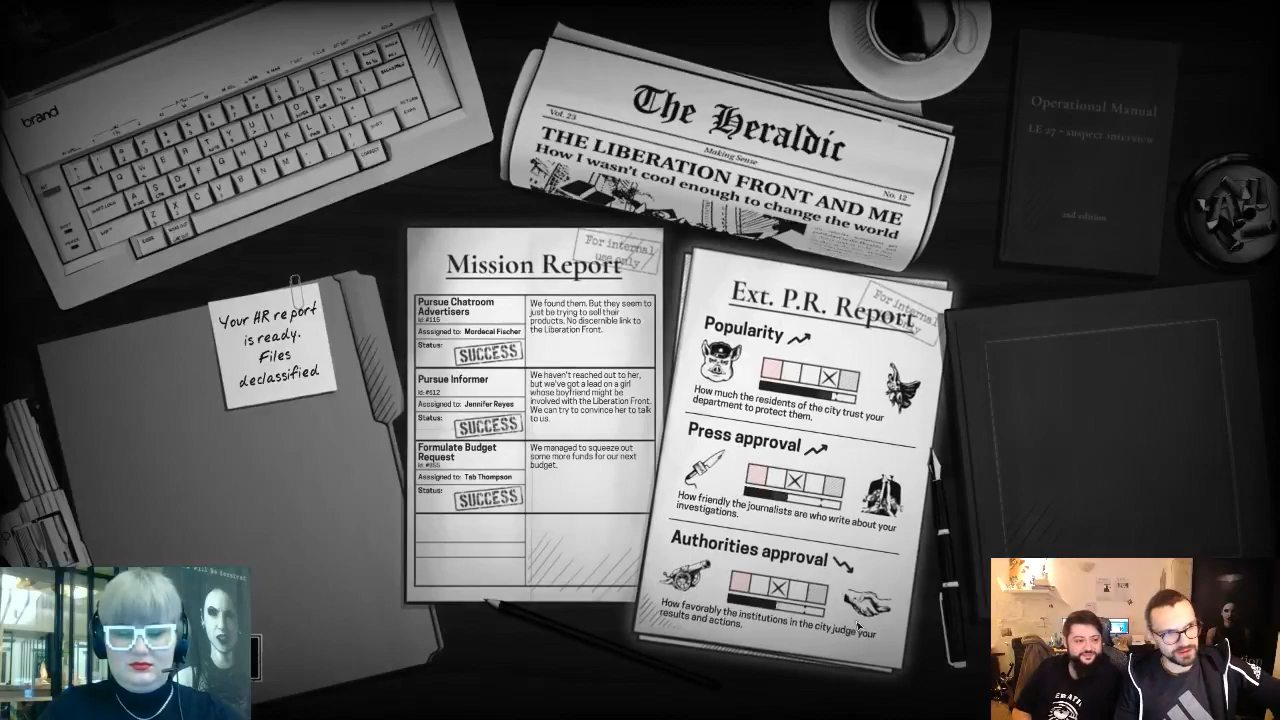 brand
The Heraldic
Vol. 23
Making Sense
No. 12
THE LIBERATION FRONT AND ME
How I wasn't cool enough to change the world
Operational Manual
LE 27 - suspect interview
2nd edition
Your HR report
is ready.
Files
declassified
For internal
use only
Mission Report
Pursue Chatroom
Advertisers
Id: #115
Asssigned to: Mordecai Fischer
Status:
SUCCESS
We found them. But they seem to
just be trying to sell their
products. No discernible link to
the Liberation Front.
Pursue Informer
Id: #612
Asssigned to: Jennifer Reyes
Status:
SUCCESS
We haven't reached out to her,
but we've got a lead on a girl
whose boyfriend might be
involved with the Liberation Front.
We can try to convince her to talk
to us.
Formulate Budget
Request
Asssigned to: Tab Thompson
Status:
SUCCESS
We managed to squeeze out
some more funds for our next
budget.
For internal
Ext. P.R. Report
Popularity
How much the residents of the city trust your
department to protect them.
Press approval
How friendly the journalists are who write about your
investigations.
Authorities approval
How favorably the institutions in the city judge your
results and actions.